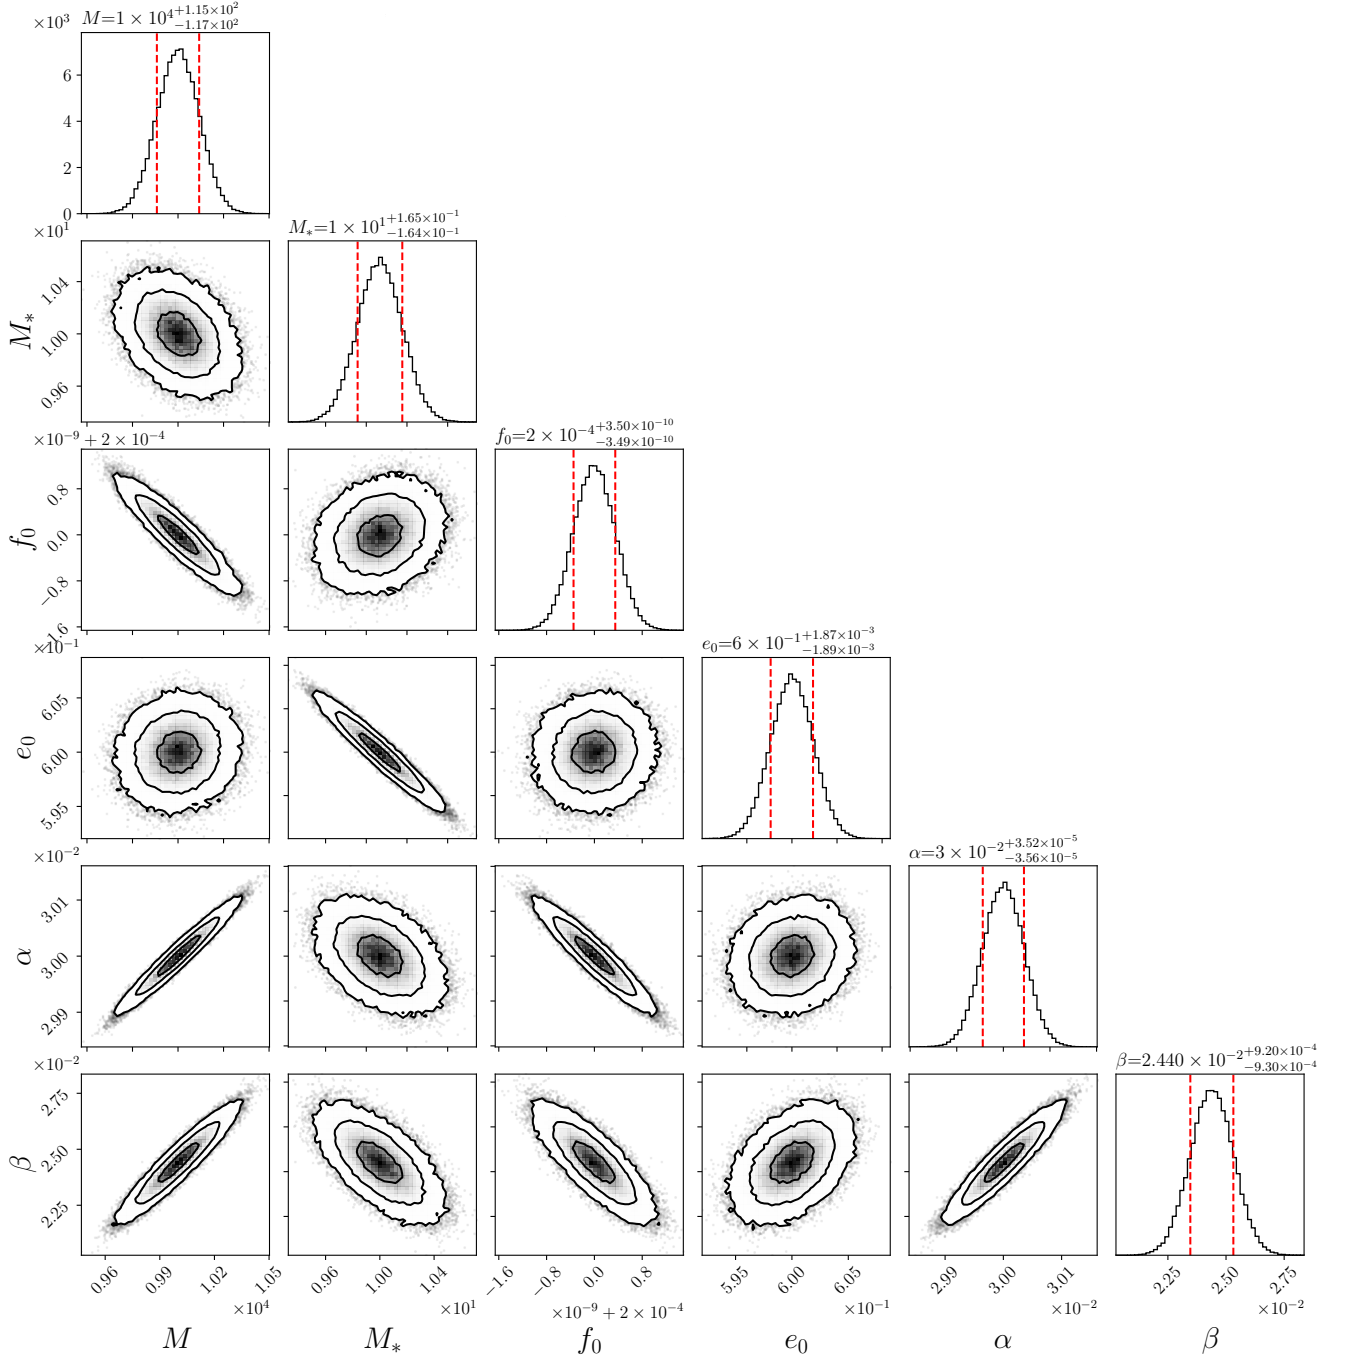 ×10³ M=1 × 10⁴ +1.15×10² −1.17×10²
6
4
2
0
×10¹ M*=1 × 10¹ +1.65×10⁻¹ −1.64×10⁻¹
1.04
1.00
0.96
M*
×10⁻⁹ + 2 × 10⁻⁴ f₀=2 × 10⁻⁴ +3.50×10⁻¹⁰ −3.49×10⁻¹⁰
0.8
0.0
−0.8
−1.6
f₀
×10⁻¹ e₀=6 × 10⁻¹ +1.87×10⁻³ −1.89×10⁻³
6.05
6.00
5.95
e₀
×10⁻² α=3 × 10⁻² +3.52×10⁻⁵ −3.56×10⁻⁵
3.01
3.00
2.99
α
×10⁻² β=2.440 × 10⁻² +9.20×10⁻⁴ −9.30×10⁻⁴
2.75
2.50
2.25
β
0.96 0.99 1.02 1.05 0.96 1.00 1.04 −1.6 −0.8 0.0 0.8 5.95 6.00 6.05 2.99 3.00 3.01 2.25 2.50 2.75
×10⁴ ×10¹ ×10⁻⁹ + 2 × 10⁻⁴ ×10⁻¹ ×10⁻² ×10⁻²
M M* f₀ e₀ α β